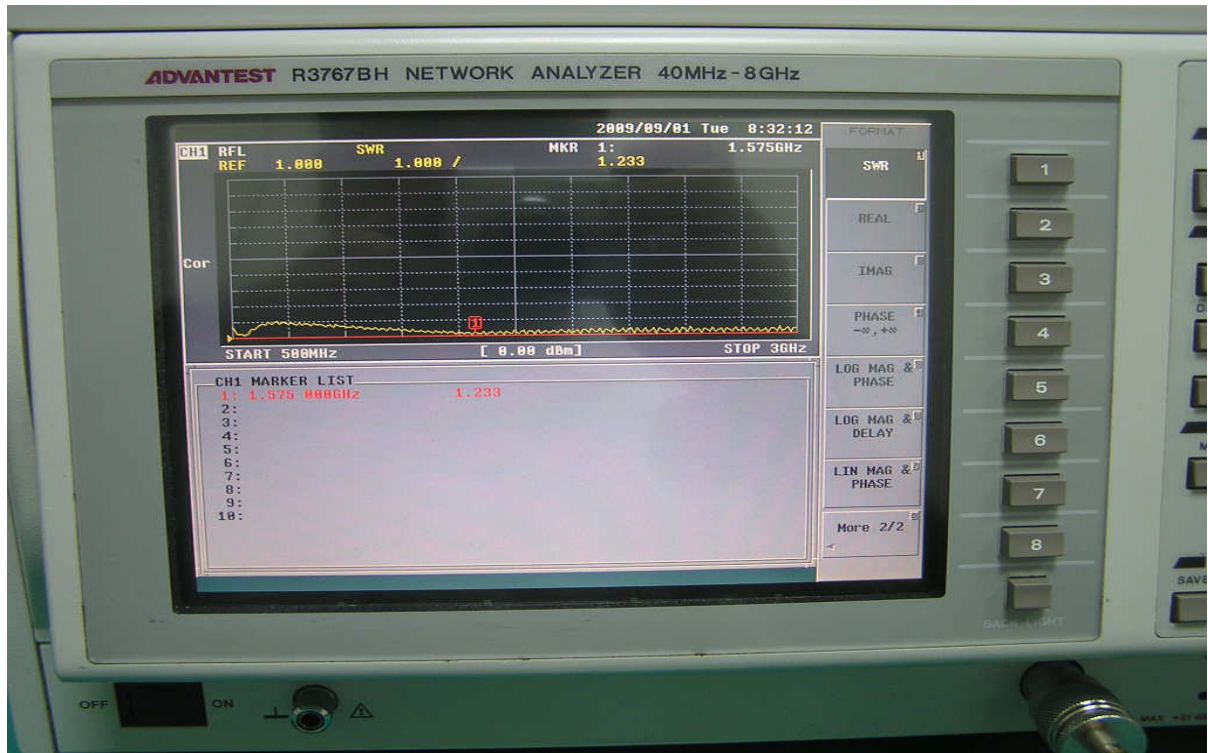 ADVANTEST R3767BH NETWORK ANALYZER 40MHz-8GHz
2009/09/01 Tue 8:32:12
CH1 RFL SWR MKR 1: 1.575GHz
REF 1.000 1.000 / 1.233
Cor
1
START 500MHz [ 0.00 dBm] STOP 3GHz
CH1 MARKER LIST
1: 1.575 000GHz 1.233
2:
3:
4:
5:
6:
7:
8:
9:
10:
FORMAT
SWR
REAL
IMAG
PHASE
-∞,+∞
LOG MAG &
PHASE
LOG MAG &
DELAY
LIN MAG &
PHASE
More 2/2
1
2
3
4
5
6
7
8
BACK LIGHT
SAVE
OFF
ON
MAX +21